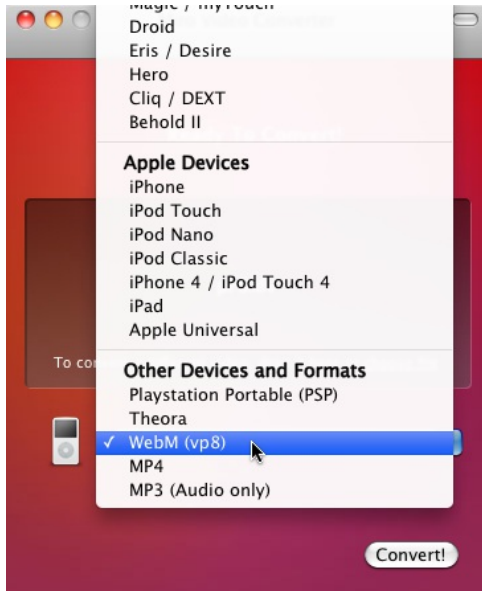 Magic / myTouch
Droid
Eris / Desire
Hero
Cliq / DEXT
Behold II
Apple Devices
iPhone
iPod Touch
iPod Nano
iPod Classic
iPhone 4 / iPod Touch 4
iPad
Apple Universal
To
Other Devices and Formats
Playstation Portable (PSP)
Theora
✓ WebM (vp8)
MP4
MP3 (Audio only)
Convert!